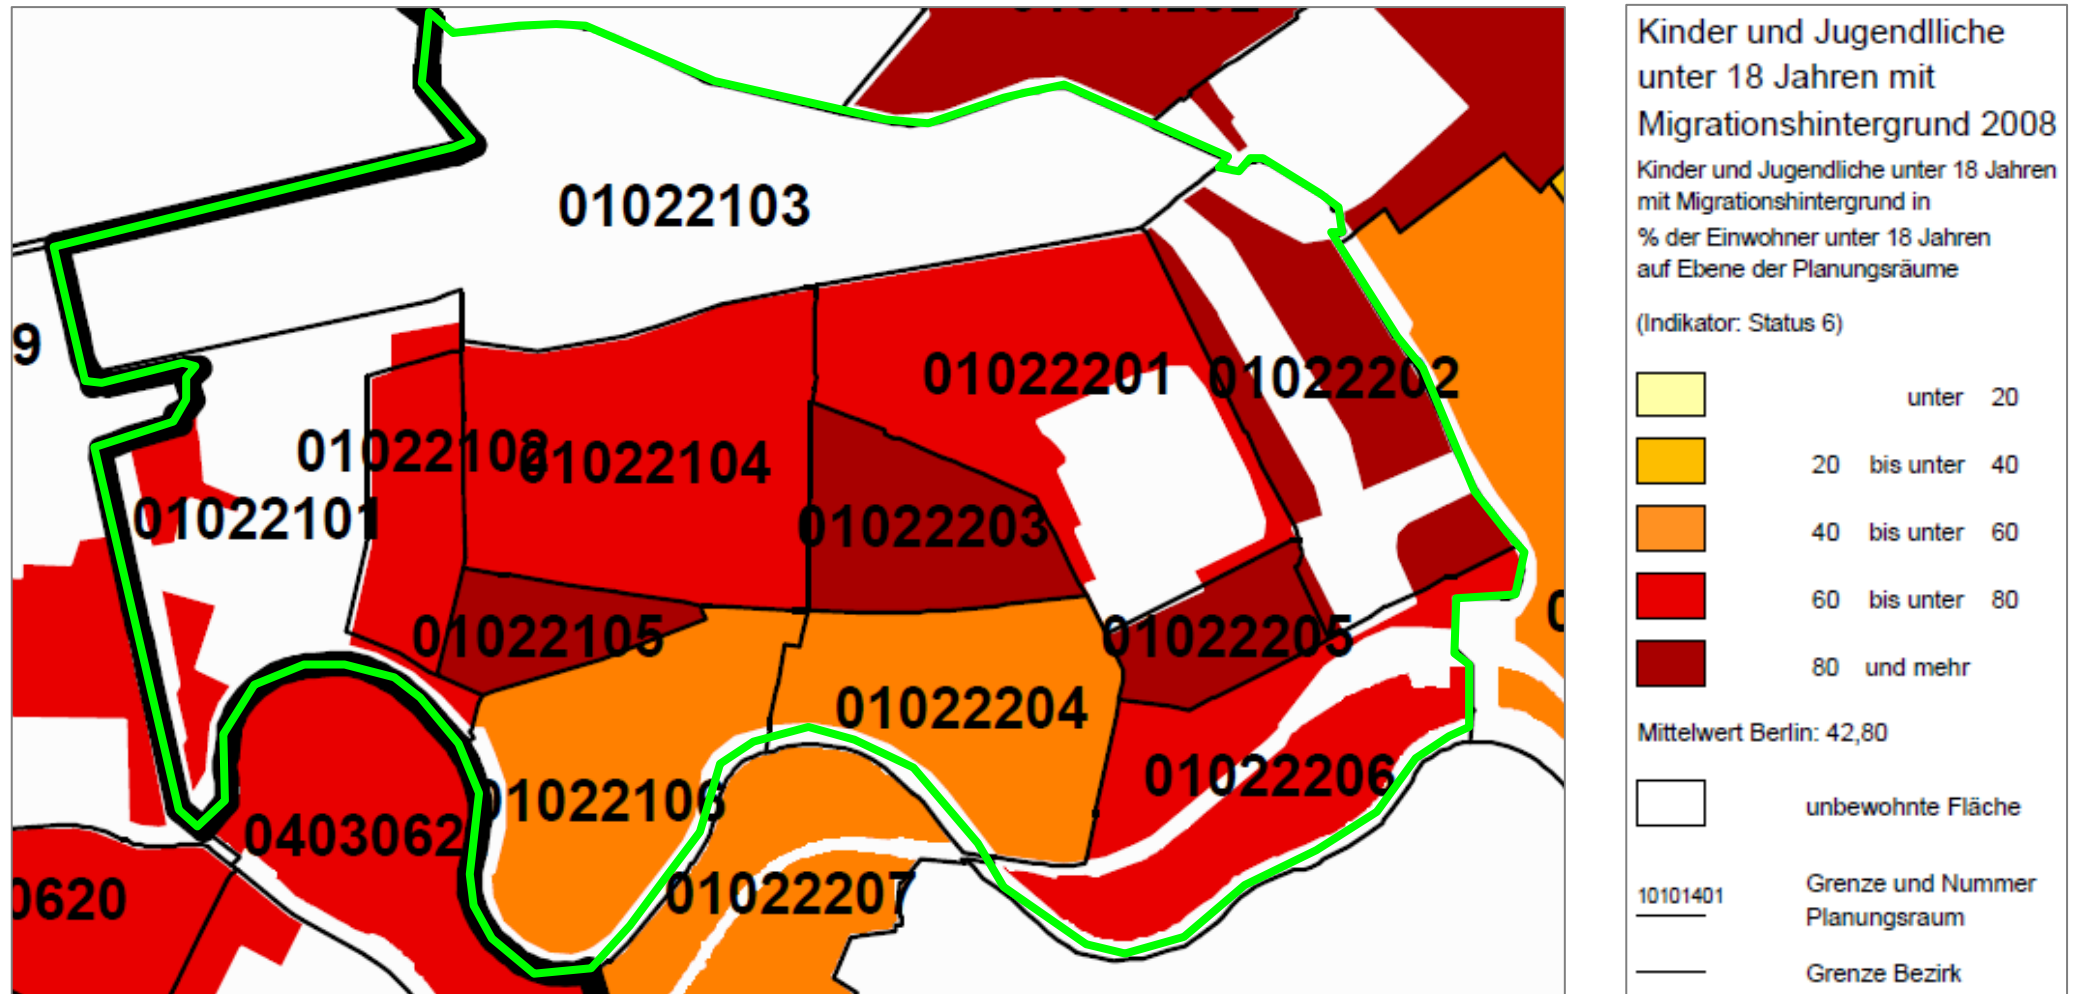 01022103
9
01022201
01022202
01022102
01022104
01022101
01022203
01022105
01022205
01022204
01022206
01022106
0403062
01022207
0620
0
Kinder und Jugendlliche
unter 18 Jahren mit
Migrationshintergrund 2008
Kinder und Jugendliche unter 18 Jahren
mit Migrationshintergrund in
% der Einwohner unter 18 Jahren
auf Ebene der Planungsräume
(Indikator: Status 6)
unter 20
20 bis unter 40
40 bis unter 60
60 bis unter 80
80 und mehr
Mittelwert Berlin: 42,80
unbewohnte Fläche
10101401
Grenze und Nummer
Planungsraum
Grenze Bezirk